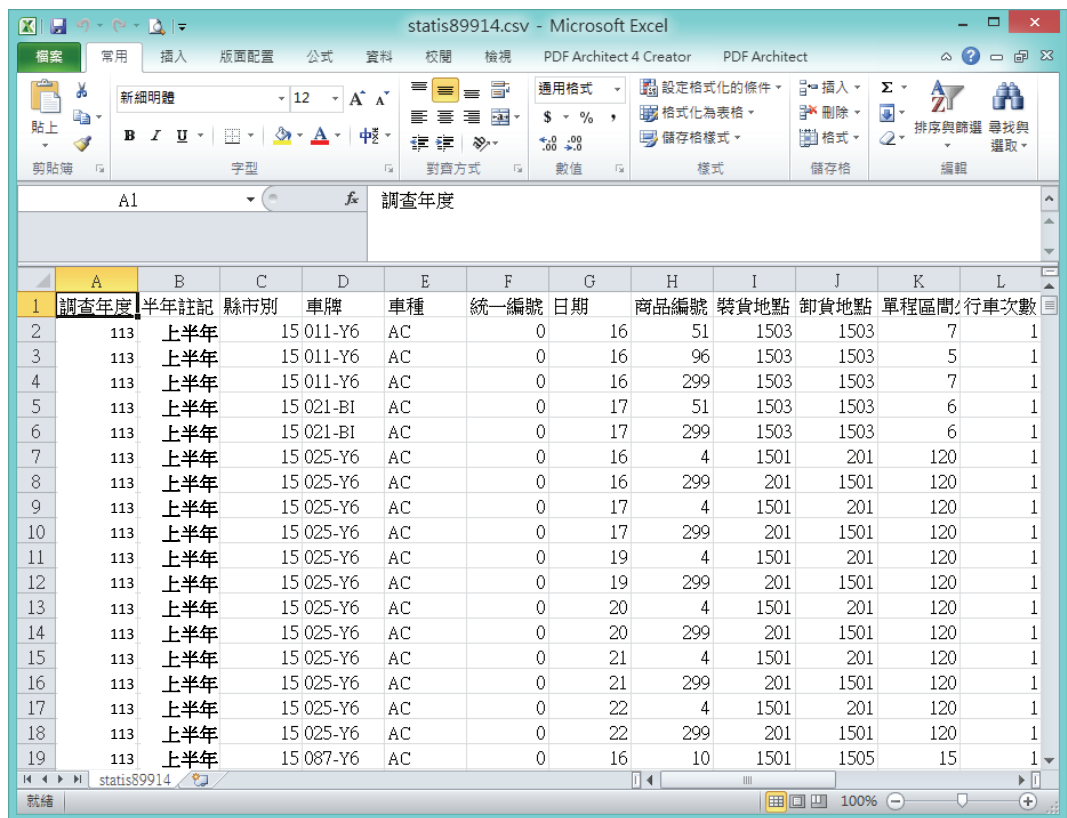 statis89914.csv - Microsoft Excel
檔案 常用 插入 版面配置 公式 資料 校閱 檢視 PDF Architect 4 Creator PDF Architect
新細明體 12 A A 通用格式 設定格式化的條件 插入 Σ
貼上 $ % , 格式化為表格 刪除 排序與篩選 尋找與選取
B I U A 中 .00 儲存格樣式 格式
剪貼簿 字型 對齊方式 數值 樣式 儲存格 編輯
A1 fx 調查年度
A B C D E F G H I J K L
1 調查年度 半年註記 縣市別 車牌 車種 統一編號 日期 商品編號 裝貨地點 卸貨地點 單程區間 行車次數
2 113 上半年 15 011-Y6 AC 0 16 51 1503 1503 7 1
3 113 上半年 15 011-Y6 AC 0 16 96 1503 1503 5 1
4 113 上半年 15 011-Y6 AC 0 16 299 1503 1503 7 1
5 113 上半年 15 021-BI AC 0 17 51 1503 1503 6 1
6 113 上半年 15 021-BI AC 0 17 299 1503 1503 6 1
7 113 上半年 15 025-Y6 AC 0 16 4 1501 201 120 1
8 113 上半年 15 025-Y6 AC 0 16 299 201 1501 120 1
9 113 上半年 15 025-Y6 AC 0 17 4 1501 201 120 1
10 113 上半年 15 025-Y6 AC 0 17 299 201 1501 120 1
11 113 上半年 15 025-Y6 AC 0 19 4 1501 201 120 1
12 113 上半年 15 025-Y6 AC 0 19 299 201 1501 120 1
13 113 上半年 15 025-Y6 AC 0 20 4 1501 201 120 1
14 113 上半年 15 025-Y6 AC 0 20 299 201 1501 120 1
15 113 上半年 15 025-Y6 AC 0 21 4 1501 201 120 1
16 113 上半年 15 025-Y6 AC 0 21 299 201 1501 120 1
17 113 上半年 15 025-Y6 AC 0 22 4 1501 201 120 1
18 113 上半年 15 025-Y6 AC 0 22 299 201 1501 120 1
19 113 上半年 15 087-Y6 AC 0 16 10 1501 1505 15 1
statis89914
就緒 100%